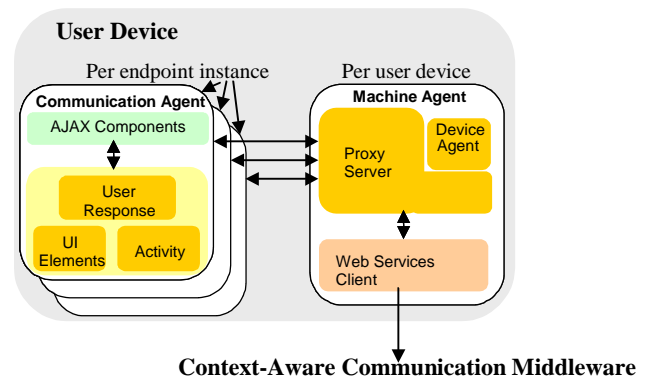 User Device
Per endpoint instance
Per user device
Communication Agent
AJAX Components
User
Response
UI
Elements
Activity
Machine Agent
Proxy
Server
Device
Agent
Web Services
Client
Context-Aware Communication Middleware